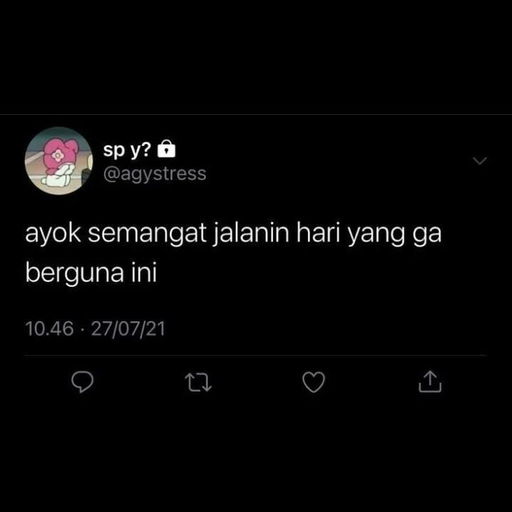 sp y?
@agystress
ayok semangat jalanin hari yang ga
berguna ini
10.46 · 27/07/21